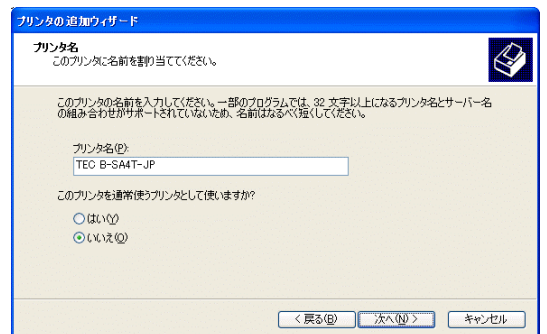 プリンタの追加ウィザード
プリンタ名
このプリンタに名前を割り当ててください。
このプリンタの名前を入力してください。一部のプログラムでは、32 文字以上になるプリンタ名とサーバー名
の組み合わせがサポートされていないため、名前はなるべく短くしてください。
プリンタ名(P):
TEC B-SA4T-JP
このプリンタを通常使うプリンタとして使いますか?
はい(Y)
いいえ(O)
< 戻る(B)
次へ(N) >
キャンセル